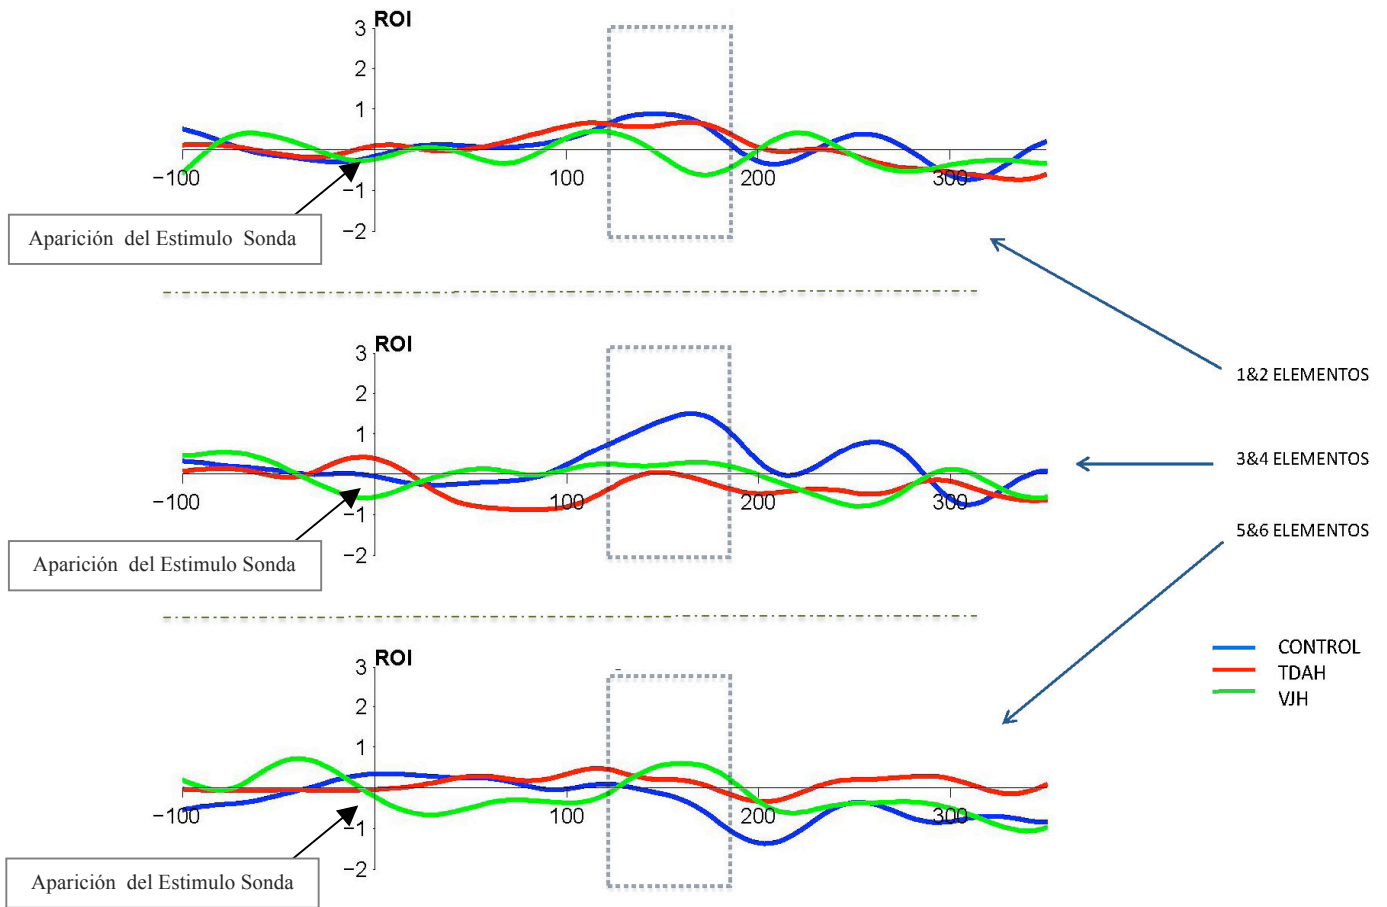 ROI
3
2
1
−1
−2
−100
100
200
300
Aparición del Estimulo Sonda
ROI
3
2
1
−1
−2
−100
100
200
300
Aparición del Estimulo Sonda
ROI
3
2
1
−1
−2
−100
100
200
300
Aparición del Estimulo Sonda
1&2 ELEMENTOS
3&4 ELEMENTOS
5&6 ELEMENTOS
CONTROL
TDAH
VJH